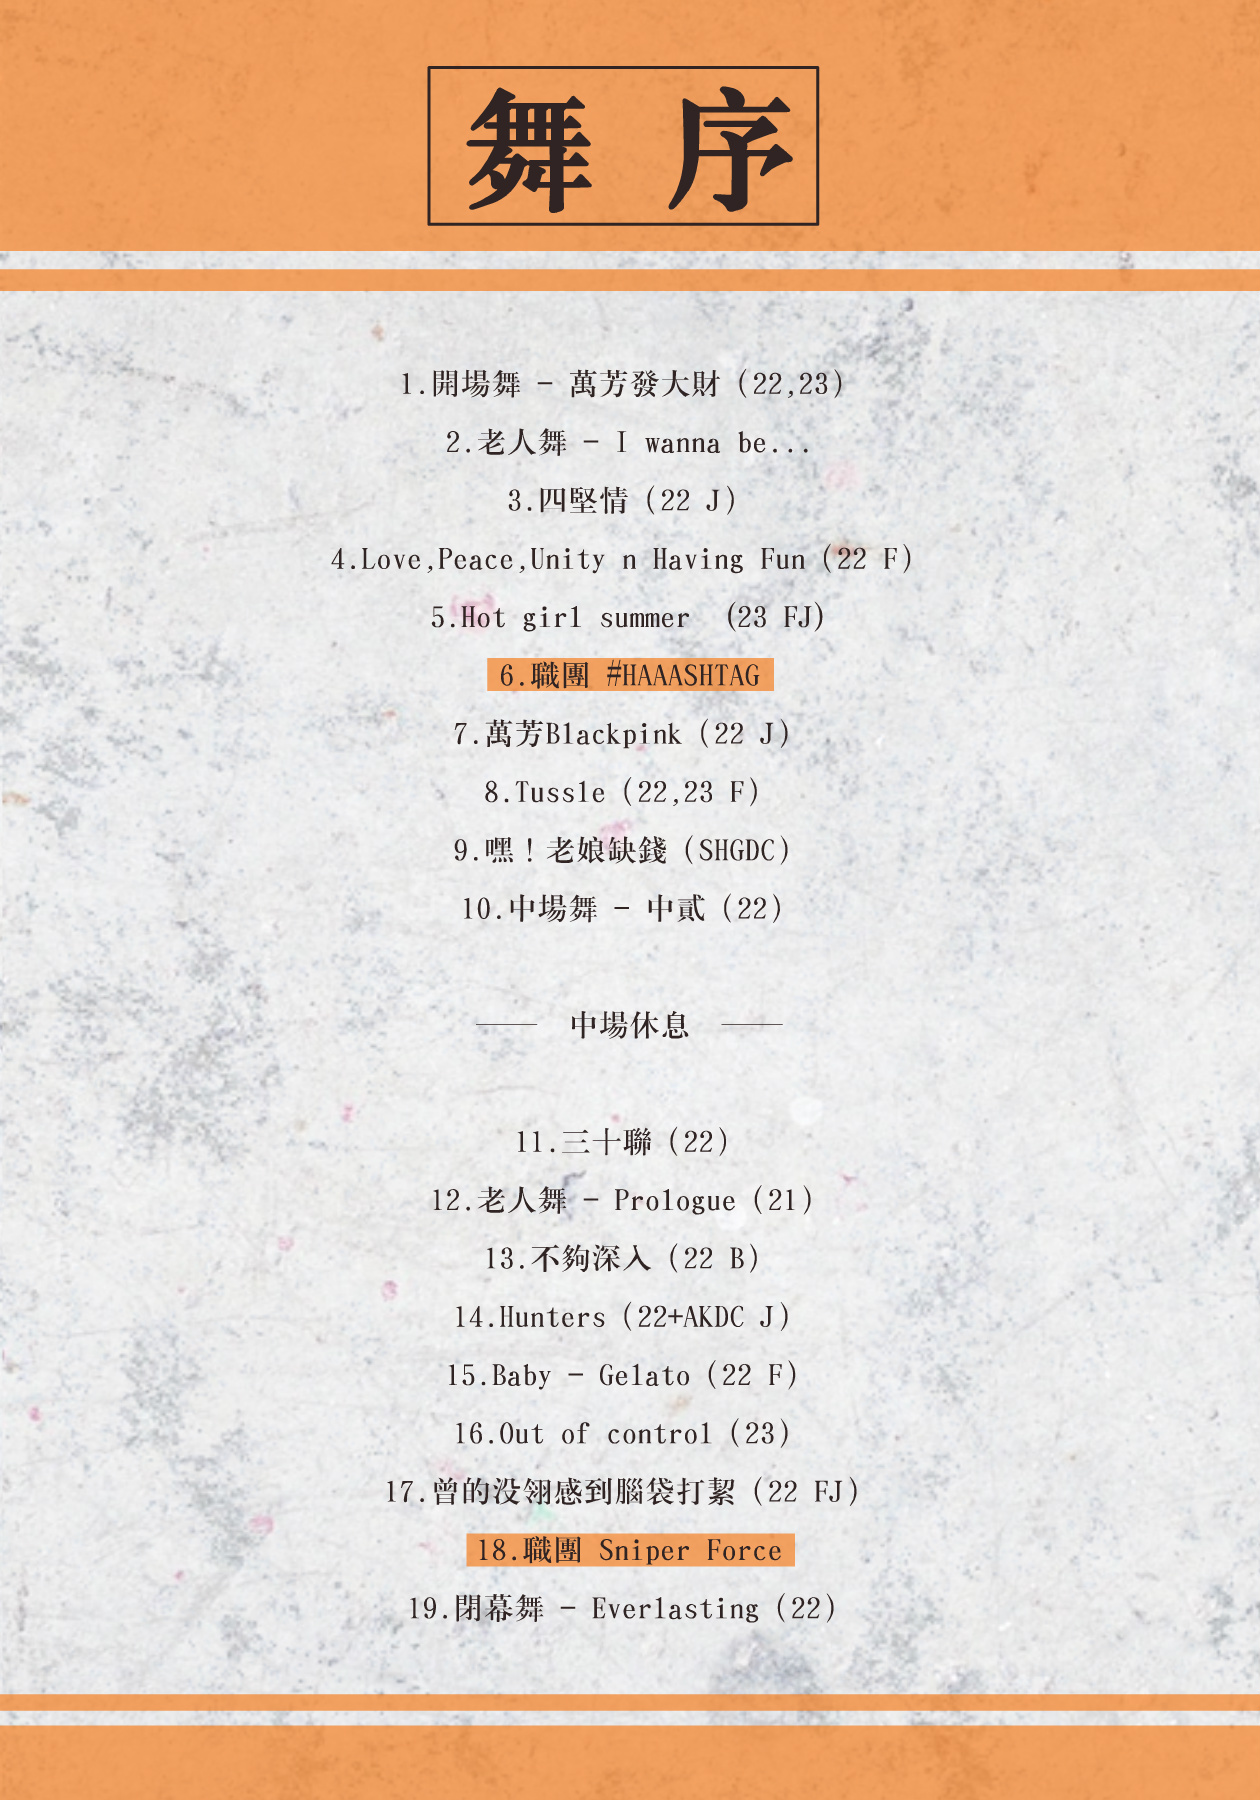 舞 序
1.開場舞 - 萬芳發大財 (22,23)
2.老人舞 - I wanna be...
3.四堅情 (22 J)
4.Love,Peace,Unity n Having Fun (22 F)
5.Hot girl summer (23 FJ)
6.職團 #HAAASHTAG
7.萬芳Blackpink (22 J)
8.Tussle (22,23 F)
9.嘿！老娘缺錢 (SHGDC)
10.中場舞 - 中貳 (22)
中場休息
11.三十聯 (22)
12.老人舞 - Prologue (21)
13.不夠深入 (22 B)
14.Hunters (22+AKDC J)
15.Baby - Gelato (22 F)
16.Out of control (23)
17.曾的没翎感到腦袋打絜 (22 FJ)
18.職團 Sniper Force
19.閉幕舞 - Everlasting (22)